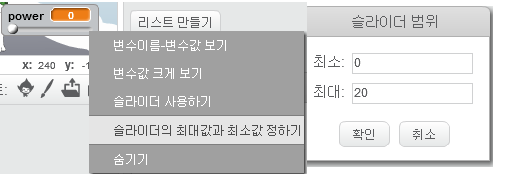 power 0
리스트 만들기
변수이름-변수값 보기
변수값 크게 보기
슬라이더 사용하기
슬라이더의 최대값과 최소값 정하기
숨기기
x: 240 y: -1
슬라이더 범위
최소: 0
최대: 20
확인 취소